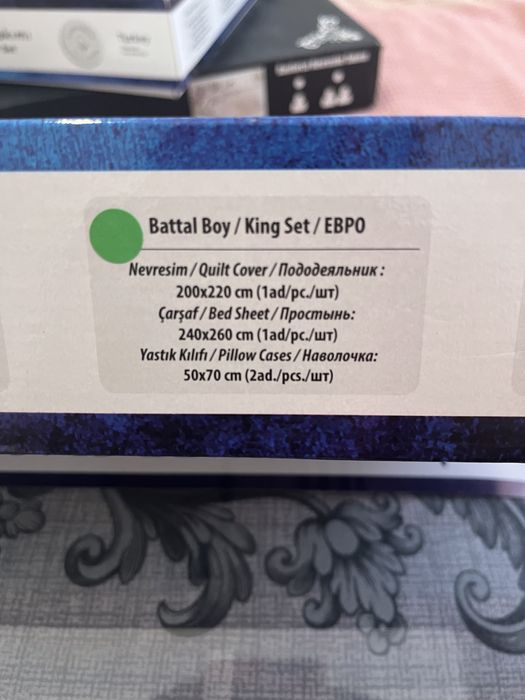 Battal Boy / King Set / ЕВРО
Nevresim / Quilt Cover / Пододеяльник :
200x220 cm (1ad/pc./шт)
Çarşaf / Bed Sheet / Простынь:
240x260 cm (1ad/pc./шт)
Yastık Kılıfı / Pillow Cases / Наволочка:
50x70 cm (2ad./pcs./шт)